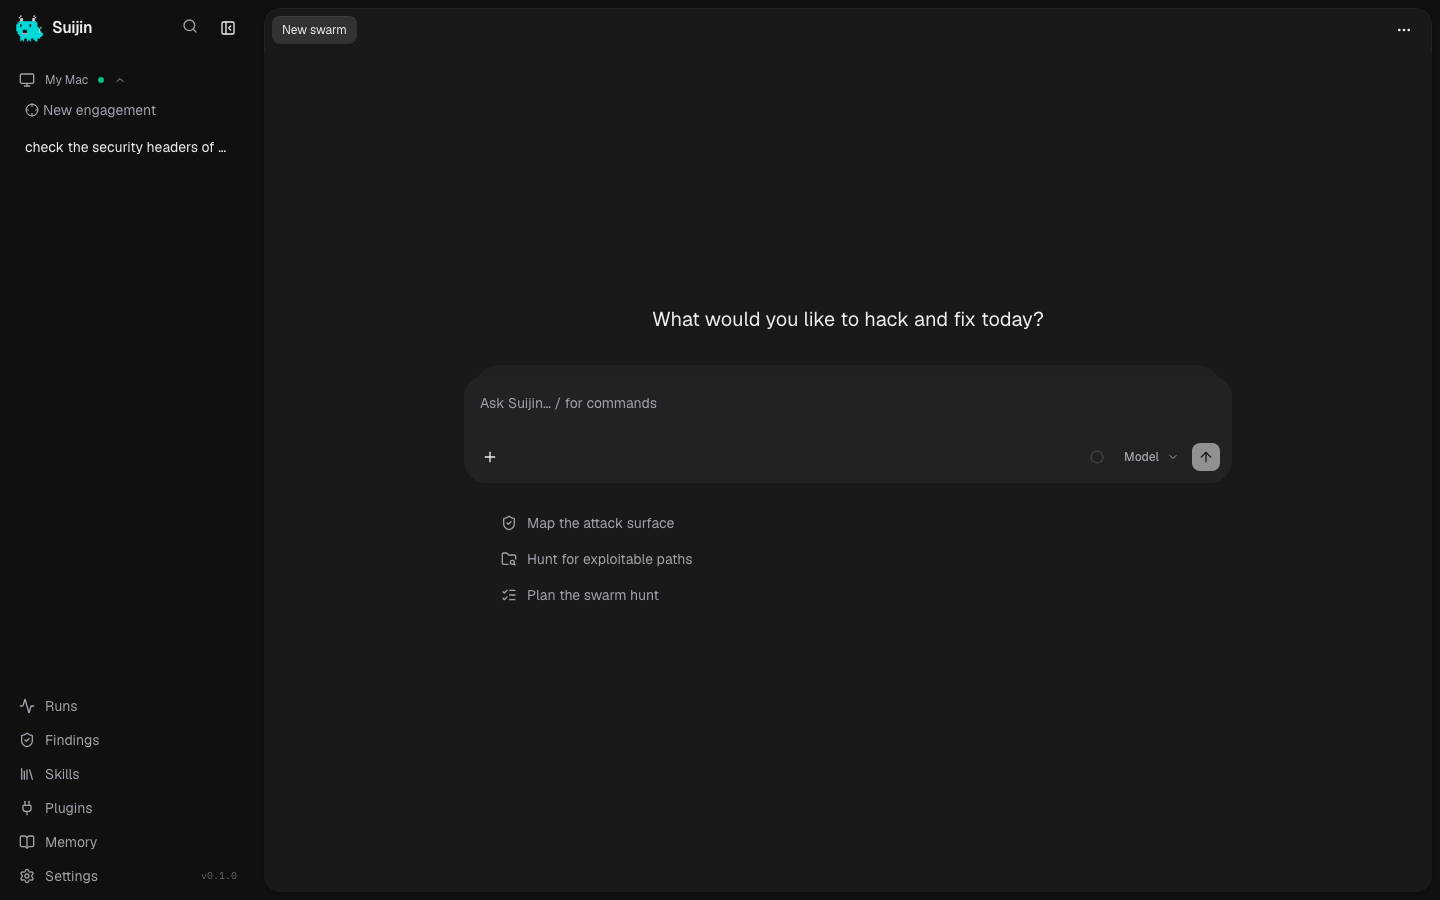 Suijin
My Mac
New engagement
check the security headers of ...
Runs
Findings
Skills
Plugins
Memory
Settings
v0.1.0
New swarm
What would you like to hack and fix today?
Ask Suijin... / for commands
Model
Map the attack surface
Hunt for exploitable paths
Plan the swarm hunt